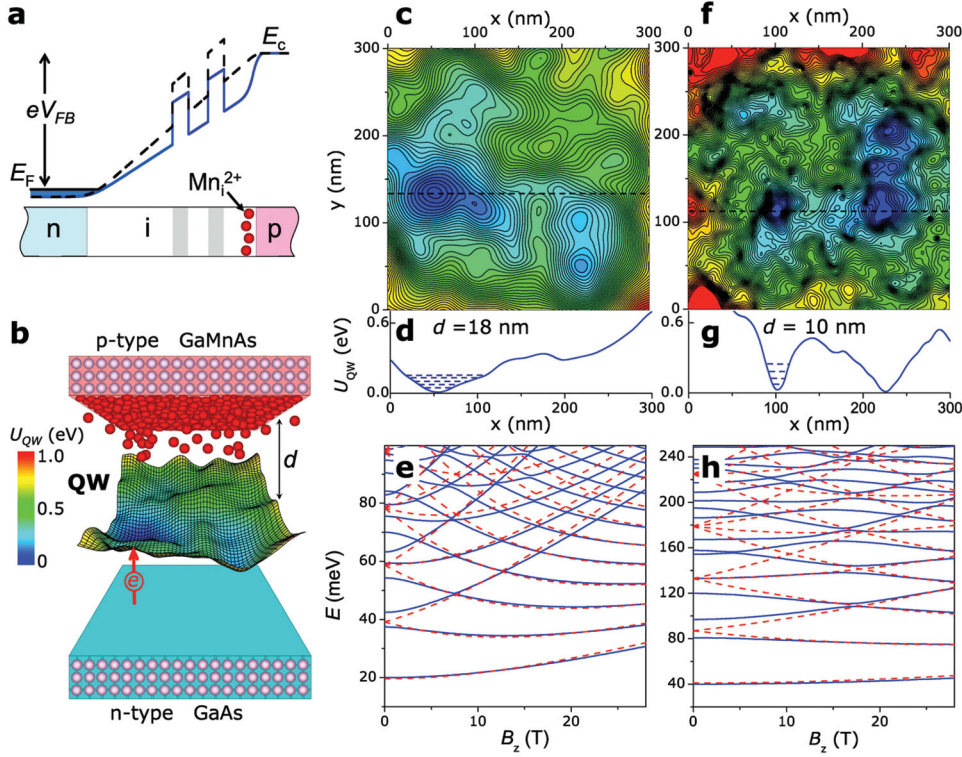 a
E_c
eV_FB
E_F
Mn_i^2+
n
i
p
b
p-type GaMnAs
U_QW (eV)
1.0
0.5
0
QW
d
e
n-type GaAs
c
x (nm)
0 100 200 300
y (nm)
300
200
100
0
d
d =18 nm
U_QW (eV)
0.6
0.0
0 100 200 300
x (nm)
e
E (meV)
80
60
40
20
0 10 20
B_z (T)
f
x (nm)
0 100 200 300
300
200
100
0
g
d = 10 nm
0.6
0.0
0 100 200 300
x (nm)
h
240
200
160
120
80
40
0 10 20
B_z (T)